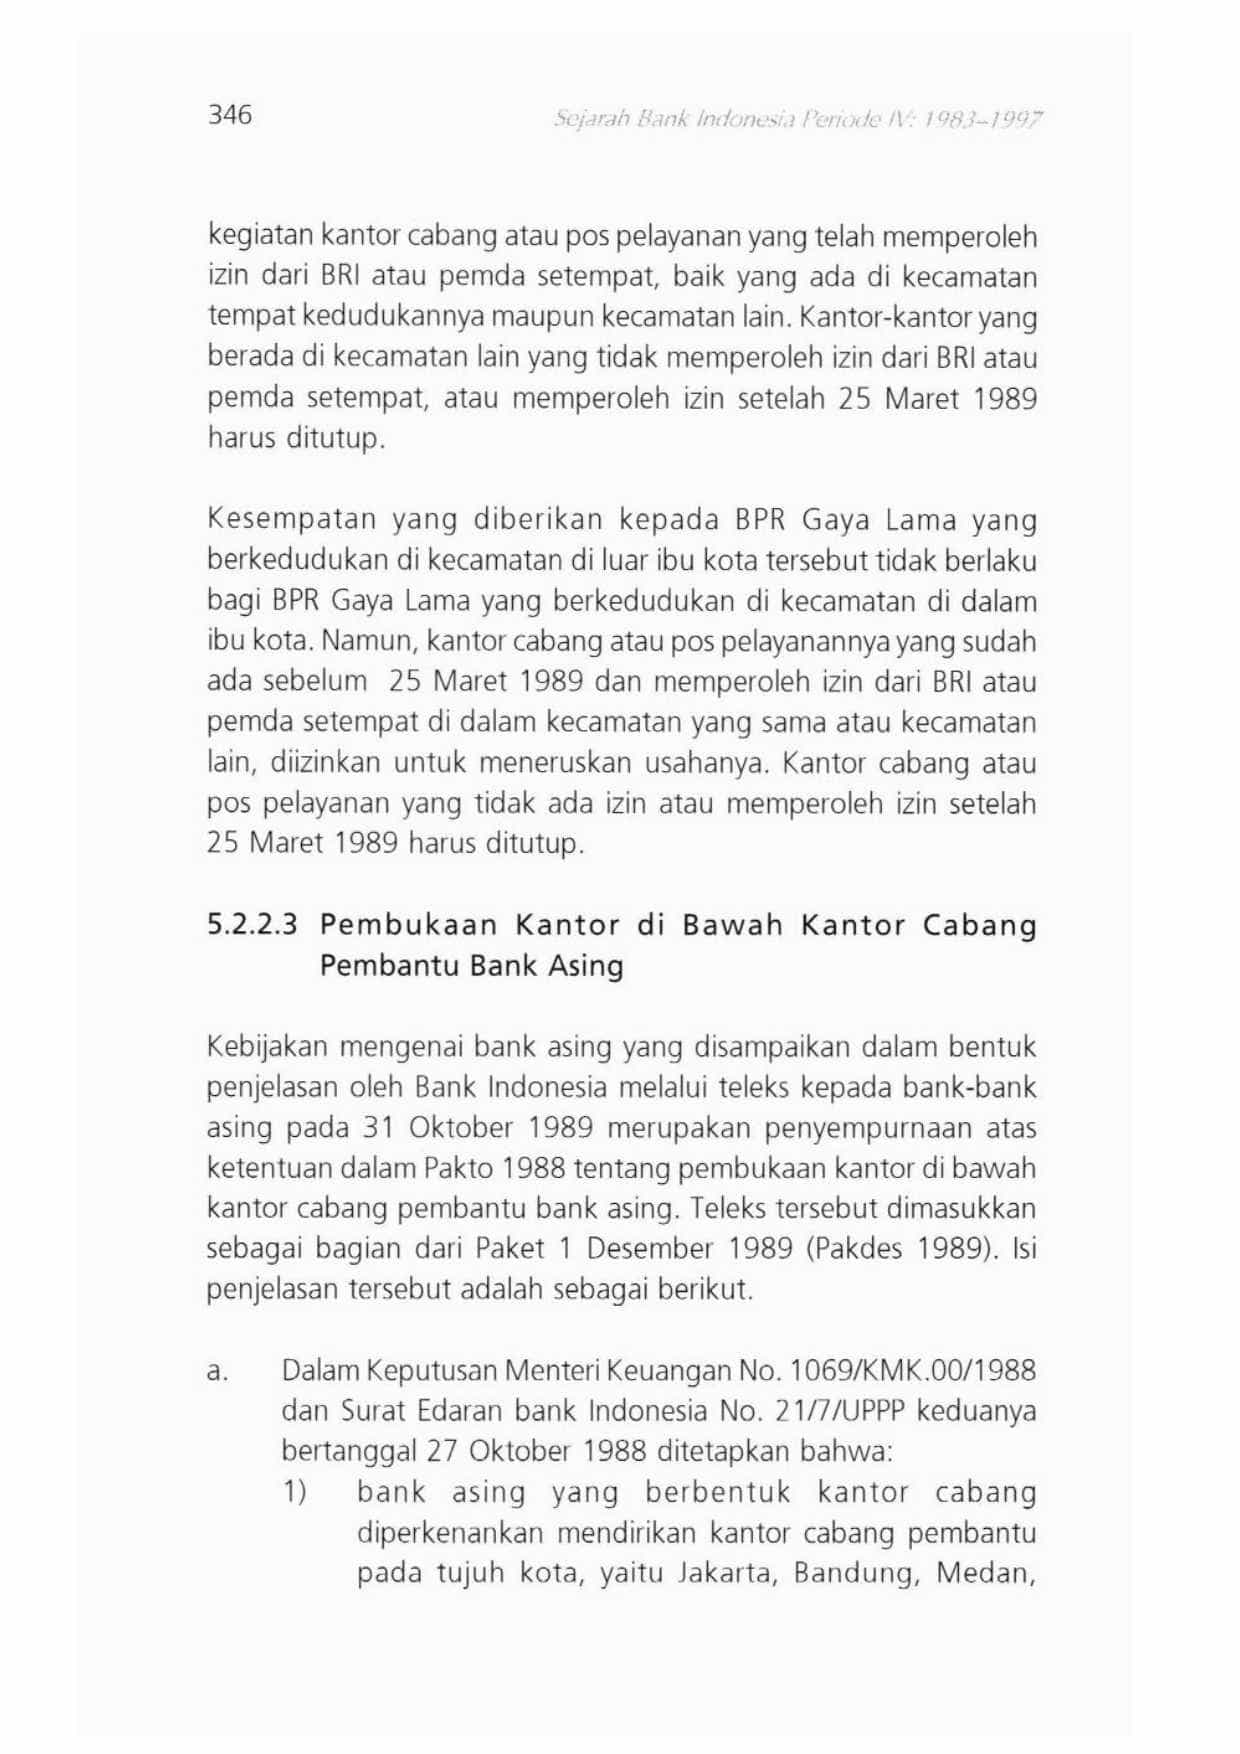 346
Sejarah Bank Indonesia Periode IV: 1983–1997
kegiatan kantor cabang atau pos pelayanan yang telah memperoleh
izin dari BRI atau pemda setempat, baik yang ada di kecamatan
tempat kedudukannya maupun kecamatan lain. Kantor-kantor yang
berada di kecamatan lain yang tidak memperoleh izin dari BRI atau
pemda setempat, atau memperoleh izin setelah 25 Maret 1989
harus ditutup.
Kesempatan yang diberikan kepada BPR Gaya Lama yang
berkedudukan di kecamatan di luar ibu kota tersebut tidak berlaku
bagi BPR Gaya Lama yang berkedudukan di kecamatan di dalam
ibu kota. Namun, kantor cabang atau pos pelayanannya yang sudah
ada sebelum 25 Maret 1989 dan memperoleh izin dari BRI atau
pemda setempat di dalam kecamatan yang sama atau kecamatan
lain, diizinkan untuk meneruskan usahanya. Kantor cabang atau
pos pelayanan yang tidak ada izin atau memperoleh izin setelah
25 Maret 1989 harus ditutup.
5.2.2.3 Pembukaan Kantor di Bawah Kantor Cabang
Pembantu Bank Asing
Kebijakan mengenai bank asing yang disampaikan dalam bentuk
penjelasan oleh Bank Indonesia melalui teleks kepada bank-bank
asing pada 31 Oktober 1989 merupakan penyempurnaan atas
ketentuan dalam Pakto 1988 tentang pembukaan kantor di bawah
kantor cabang pembantu bank asing. Teleks tersebut dimasukkan
sebagai bagian dari Paket 1 Desember 1989 (Pakdes 1989). Isi
penjelasan tersebut adalah sebagai berikut.
a. Dalam Keputusan Menteri Keuangan No. 1069/KMK.00/1988
dan Surat Edaran bank Indonesia No. 21/7/UPPP keduanya
bertanggal 27 Oktober 1988 ditetapkan bahwa:
1) bank asing yang berbentuk kantor cabang
diperkenankan mendirikan kantor cabang pembantu
pada tujuh kota, yaitu Jakarta, Bandung, Medan,